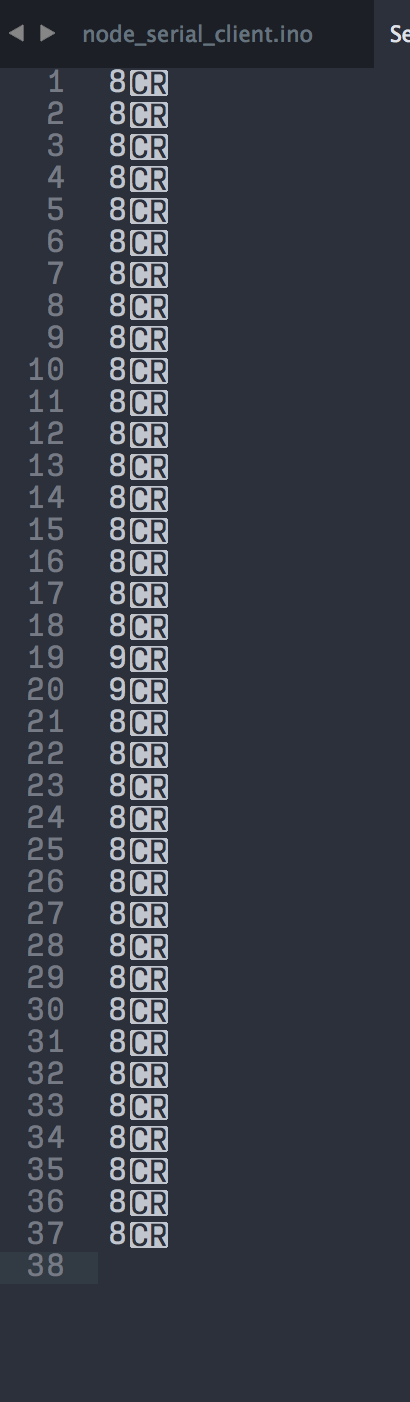 node_serial_client.ino Se
1 8CR
2 8CR
3 8CR
4 8CR
5 8CR
6 8CR
7 8CR
8 8CR
9 8CR
10 8CR
11 8CR
12 8CR
13 8CR
14 8CR
15 8CR
16 8CR
17 8CR
18 8CR
19 9CR
20 9CR
21 8CR
22 8CR
23 8CR
24 8CR
25 8CR
26 8CR
27 8CR
28 8CR
29 8CR
30 8CR
31 8CR
32 8CR
33 8CR
34 8CR
35 8CR
36 8CR
37 8CR
38